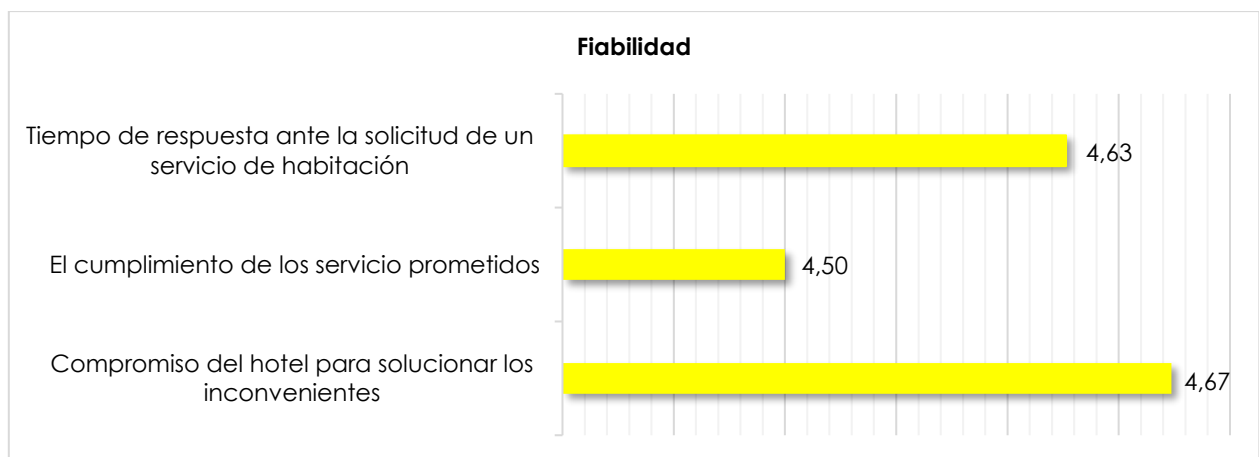 Fiabilidad
Tiempo de respuesta ante la solicitud de un
servicio de habitación
4,63
El cumplimiento de los servicio prometidos
4,50
Compromiso del hotel para solucionar los
inconvenientes
4,67